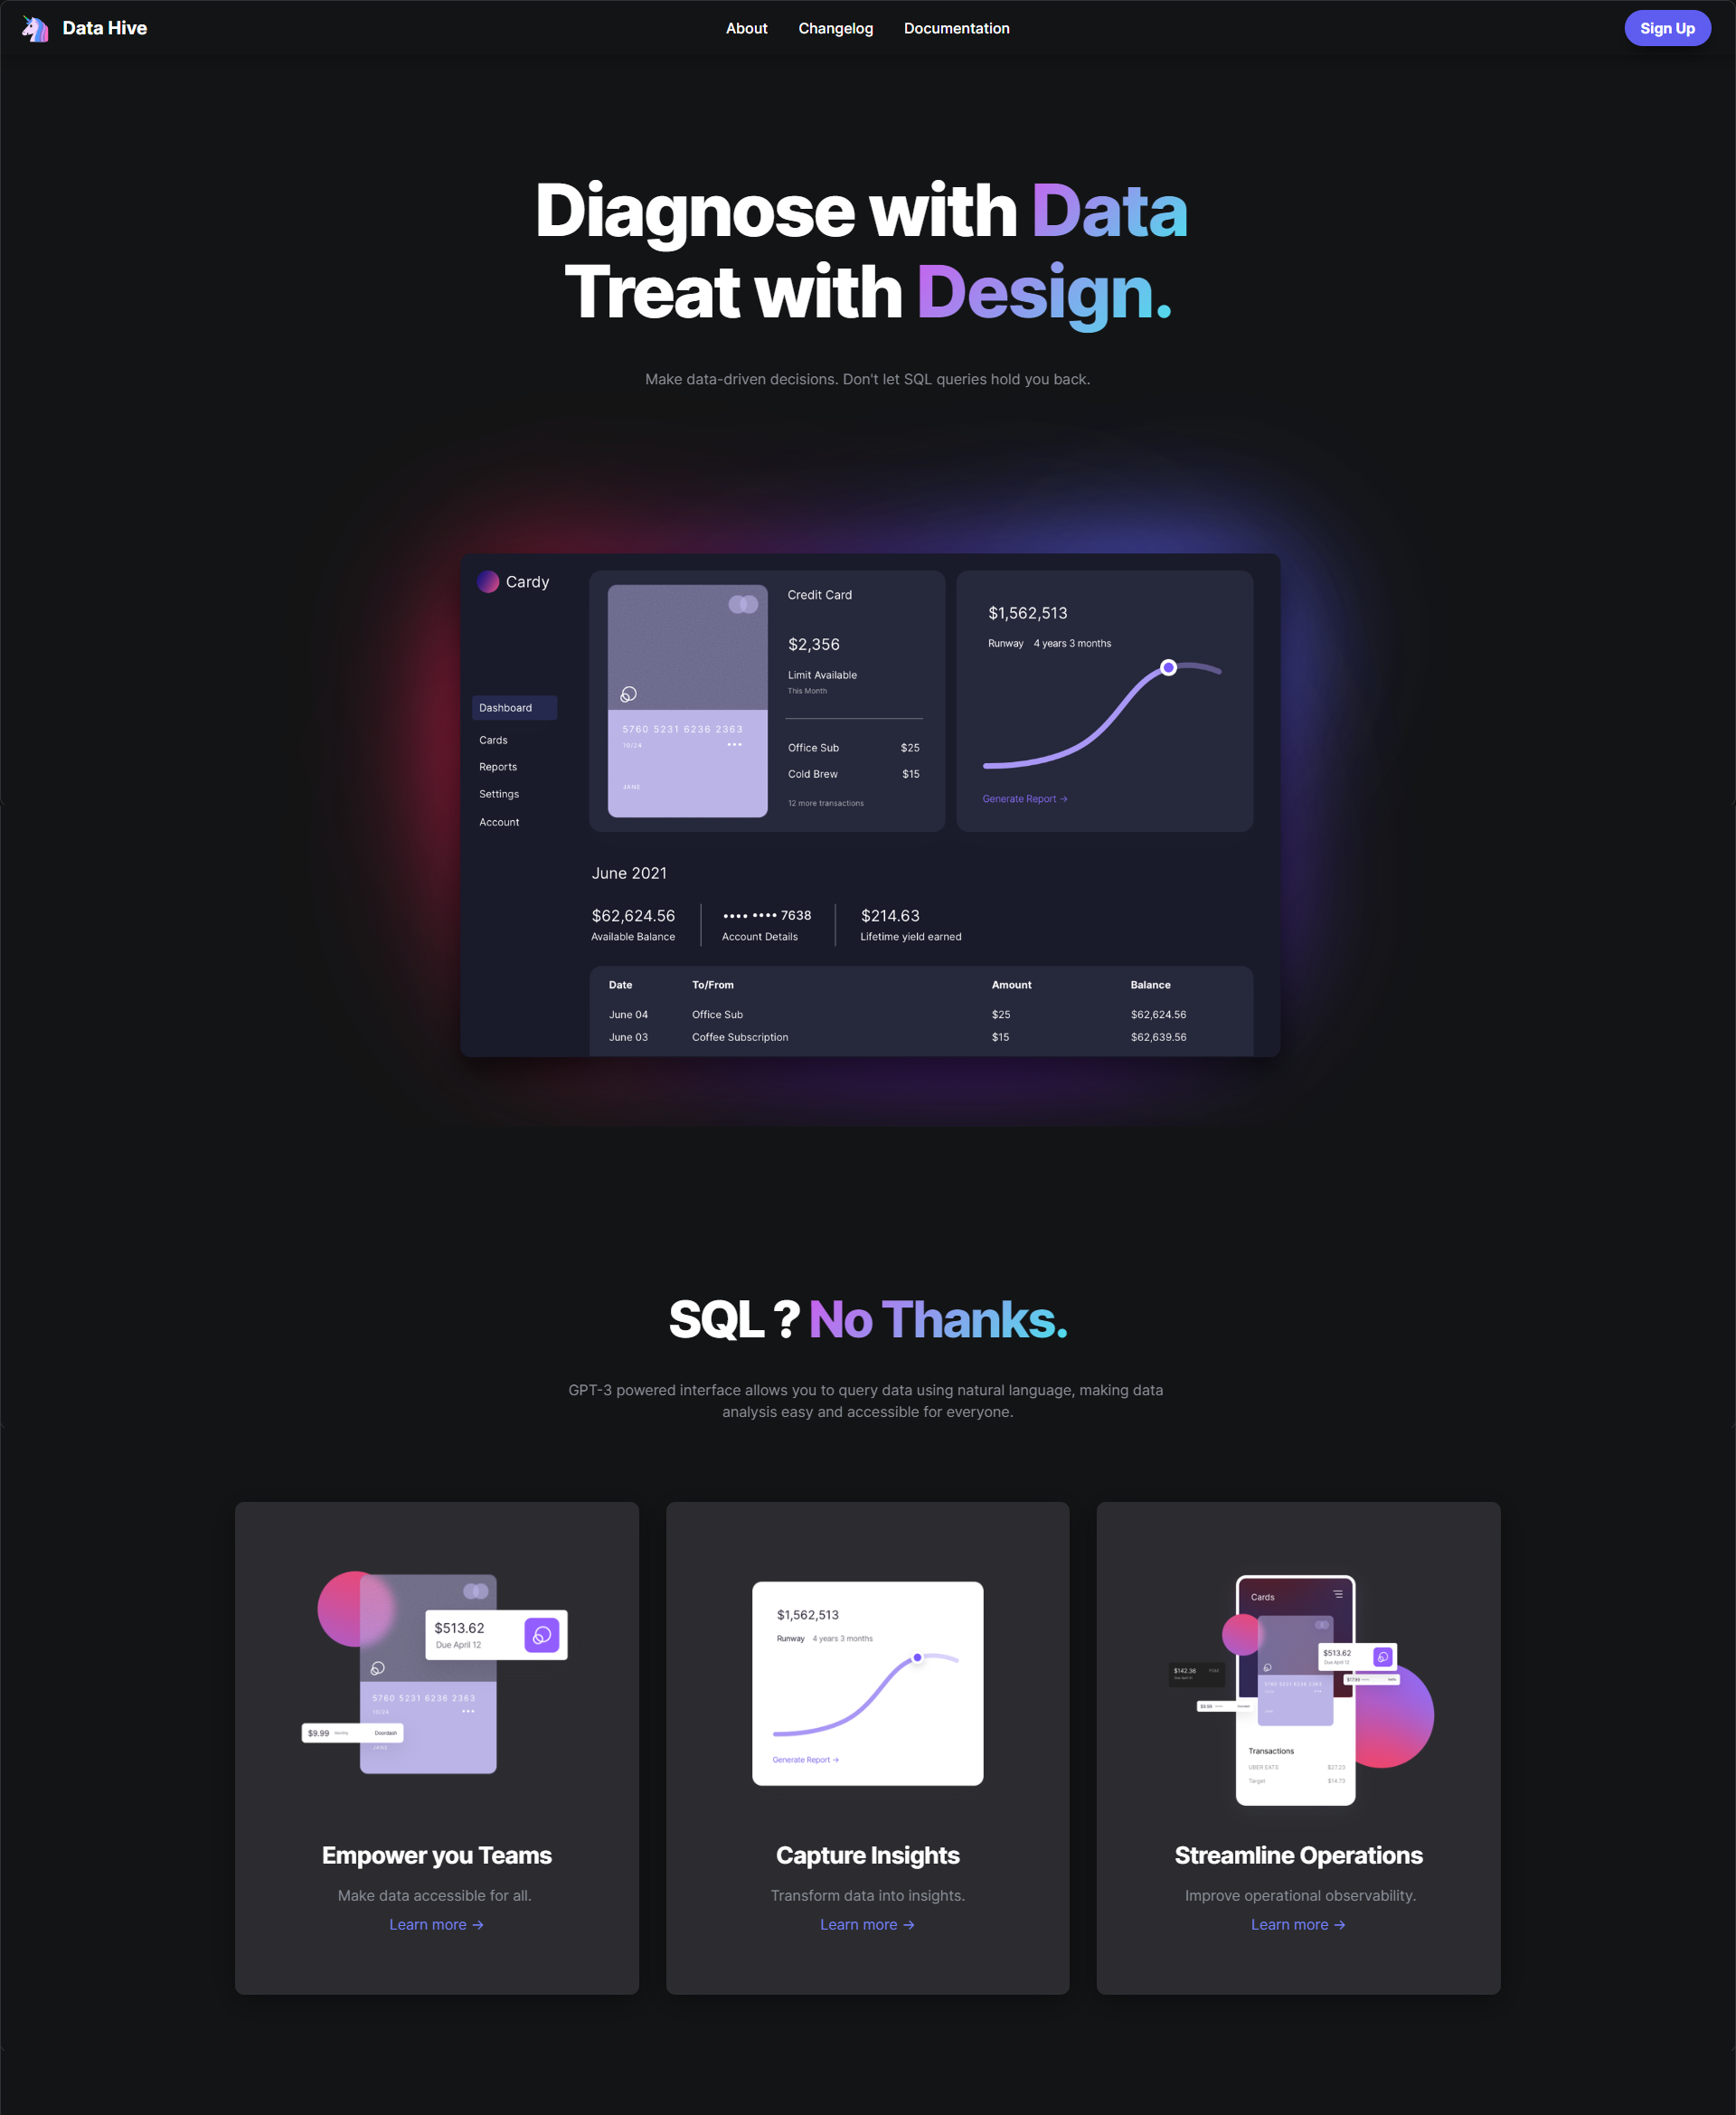 Data Hive
About Changelog Documentation
Sign Up
Diagnose with Data
Treat with Design.
Make data-driven decisions. Don't let SQL queries hold you back.
Cardy
Dashboard
Cards
Reports
Settings
Account
5760 5231 6236 2363
10/24
JANE
Credit Card
$2,356
Limit Available
This Month
Office Sub $25
Cold Brew $15
12 more transactions
$1,562,513
Runway 4 years 3 months
Generate Report →
June 2021
$62,624.56
Available Balance
•••• •••• 7638
Account Details
$214.63
Lifetime yield earned
Date To/From Amount Balance
June 04 Office Sub $25 $62,624.56
June 03 Coffee Subscription $15 $62,639.56
SQL ? No Thanks.
GPT-3 powered interface allows you to query data using natural language, making data
analysis easy and accessible for everyone.
$513.62
Due April 12
5760 5231 6236 2363
10/24
$9.99 Monthly Doordash
JANE
Empower you Teams
Make data accessible for all.
Learn more →
$1,562,513
Runway 4 years 3 months
Generate Report →
Capture Insights
Transform data into insights.
Learn more →
Cards
$513.62
Due April 12
$142.36
$9.99
5760 5231 6236 2363
Transactions
UBER EATS $27.23
Target $14.73
Streamline Operations
Improve operational observability.
Learn more →